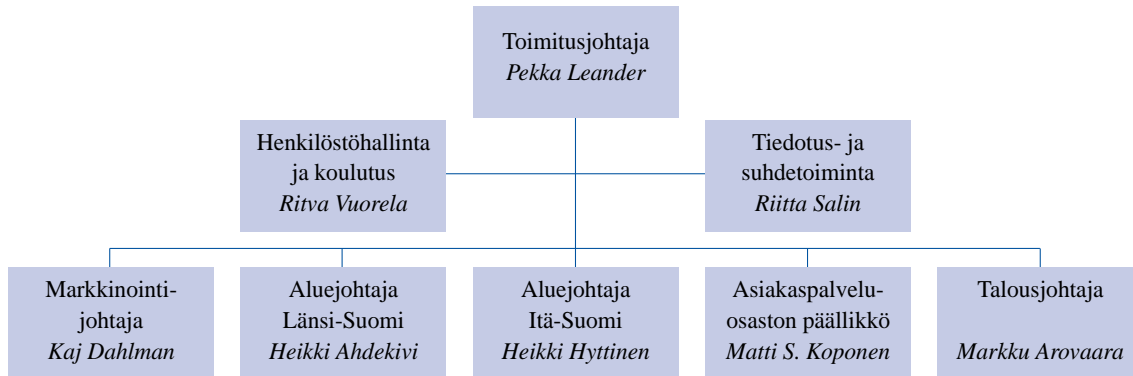 Toimitusjohtaja
Pekka Leander
Henkilöstöhallinta
ja koulutus
Ritva Vuorela
Tiedotus- ja
suhdetoiminta
Riitta Salin
Markkinointi-
johtaja
Kaj Dahlman
Aluejohtaja
Länsi-Suomi
Heikki Ahdekivi
Aluejohtaja
Itä-Suomi
Heikki Hyttinen
Asiakaspalvelu-
osaston päällikkö
Matti S. Koponen
Talousjohtaja
Markku Arovaara